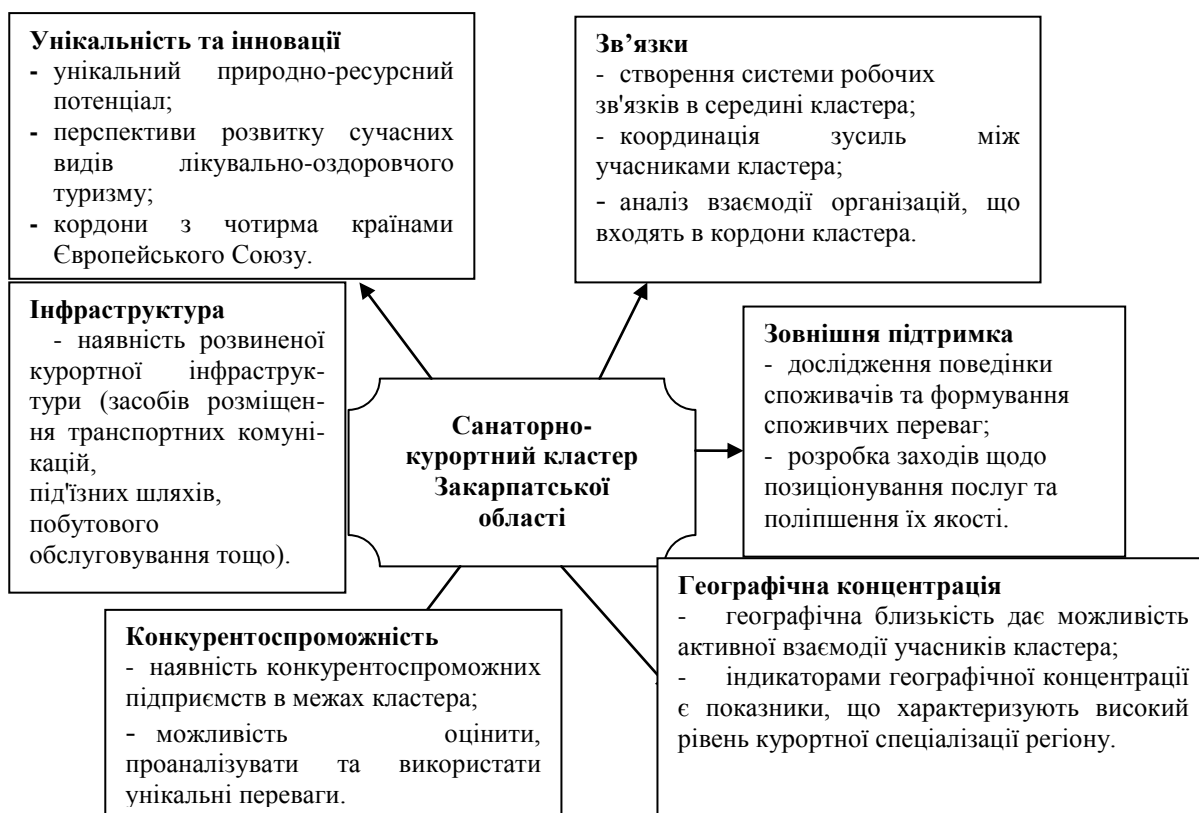 Унікальність та інновації
- унікальний природно-ресурсний
потенціал;
- перспективи розвитку сучасних
видів лікувально-оздоровчого
туризму;
- кордони з чотирма країнами
Європейського Союзу.
Зв’язки
- створення системи робочих
зв'язків в середині кластера;
- координація зусиль між
учасниками кластера;
- аналіз взаємодії організацій, що
входять в кордони кластера.
Інфраструктура
- наявність розвиненої
курортної інфраструк-
тури (засобів розміщен-
ня транспортних комуні-
кацій,
під'їзних шляхів,
побутового
обслуговування тощо).
Санаторно-
курортний кластер
Закарпатської
області
Зовнішня підтримка
- дослідження поведінки
споживачів та формування
споживчих переваг;
- розробка заходів щодо
позиціонування послуг та
поліпшення їх якості.
Конкурентоспроможність
- наявність конкурентоспроможних
підприємств в межах кластера;
- можливість оцінити,
проаналізувати та використати
унікальні переваги.
Географічна концентрація
- географічна близькість дає можливість
активної взаємодії учасників кластера;
- індикаторами географічної концентрації
є показники, що характеризують високий
рівень курортної спеціалізації регіону.